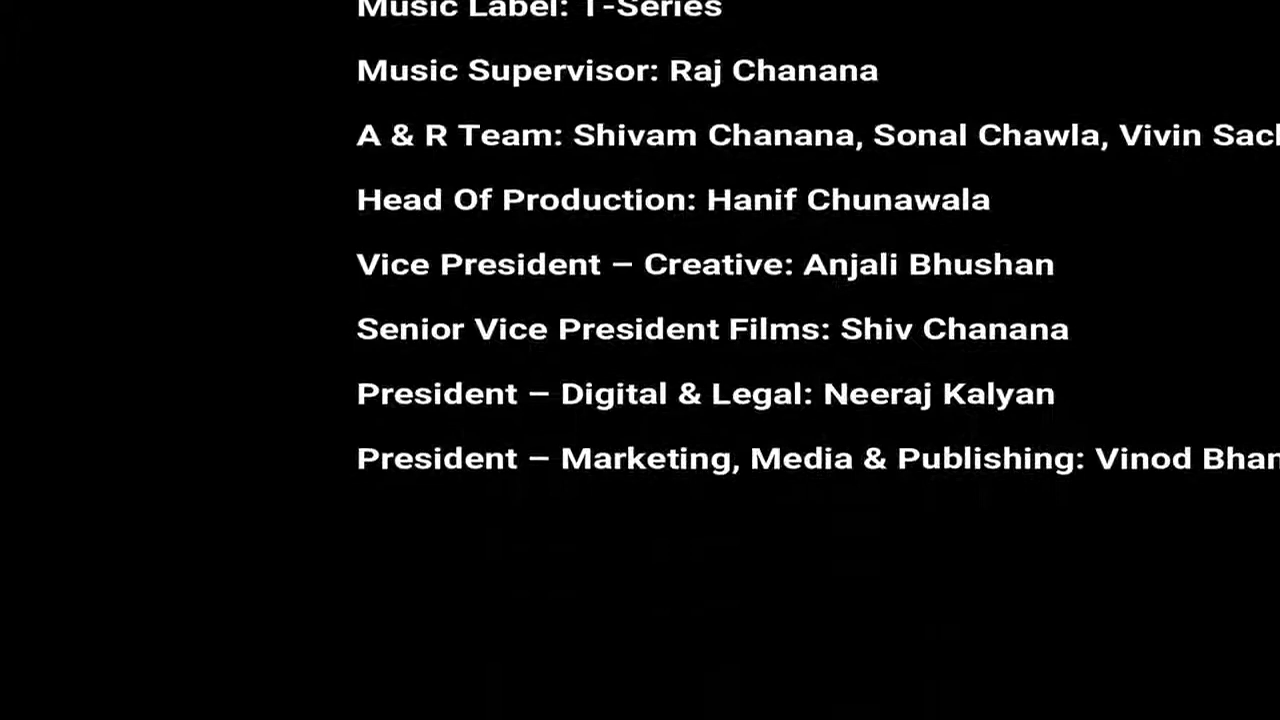 Music Label: T-Series
Music Supervisor: Raj Chanana
A & R Team: Shivam Chanana, Sonal Chawla, Vivin
Head Of Production: Hanif Chunawala
Vice President – Creative: Anjali Bhushan
Senior Vice President Films: Shiv Chanana
President – Digital & Legal: Neeraj Kalyan
President – Marketing, Media & Publishing: Vinod